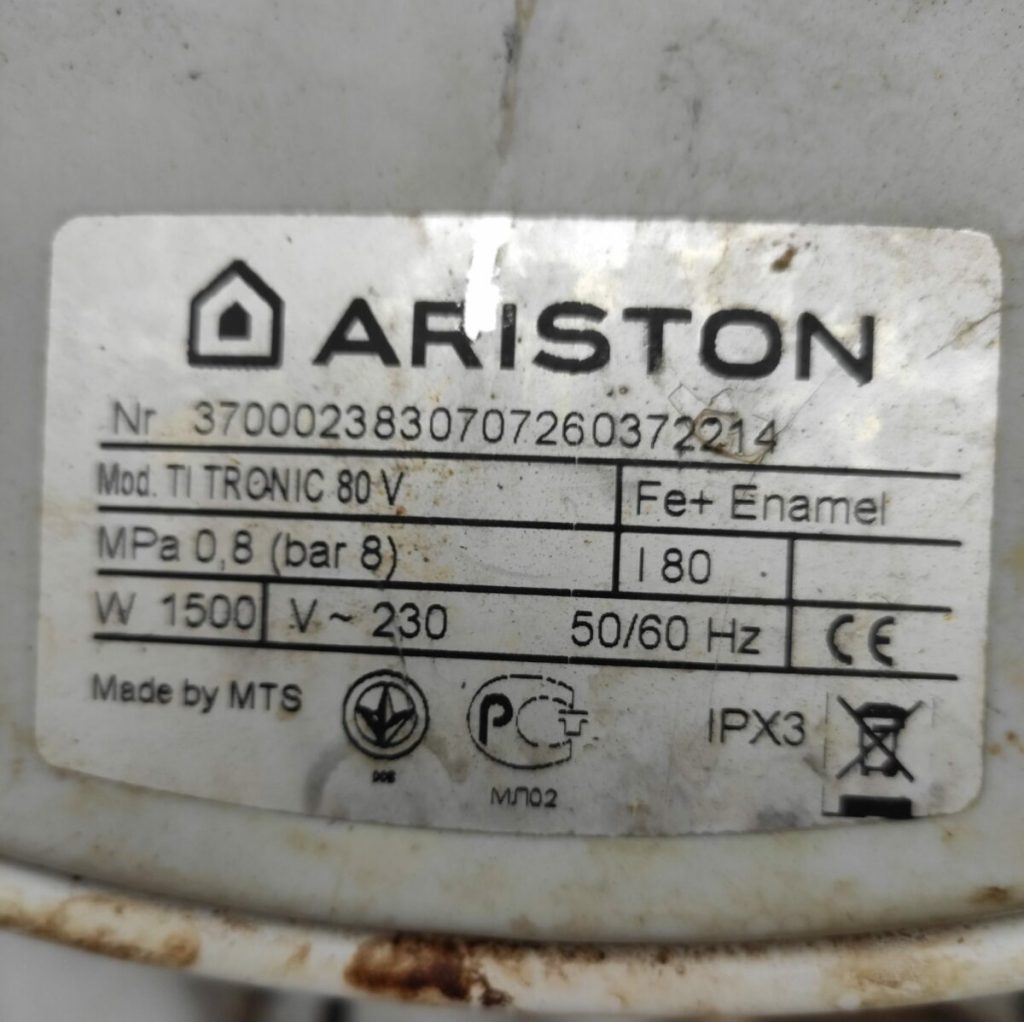 ARISTON
Nr 3700023830707260372214
Mod. TI TRONIC 80 V Fe+ Enamel
MPa 0,8 (bar 8) l 80
W 1500 V~ 230 50/60 Hz CE
Made by MTS IPX3
МЛ02